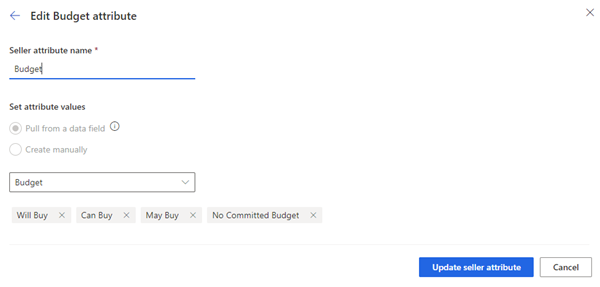 Edit Budget attribute
Seller attribute name *
Budget
Set attribute values
Pull from a data field
Create manually
Budget
Will Buy Can Buy May Buy No Committed Budget
Update seller attribute Cancel